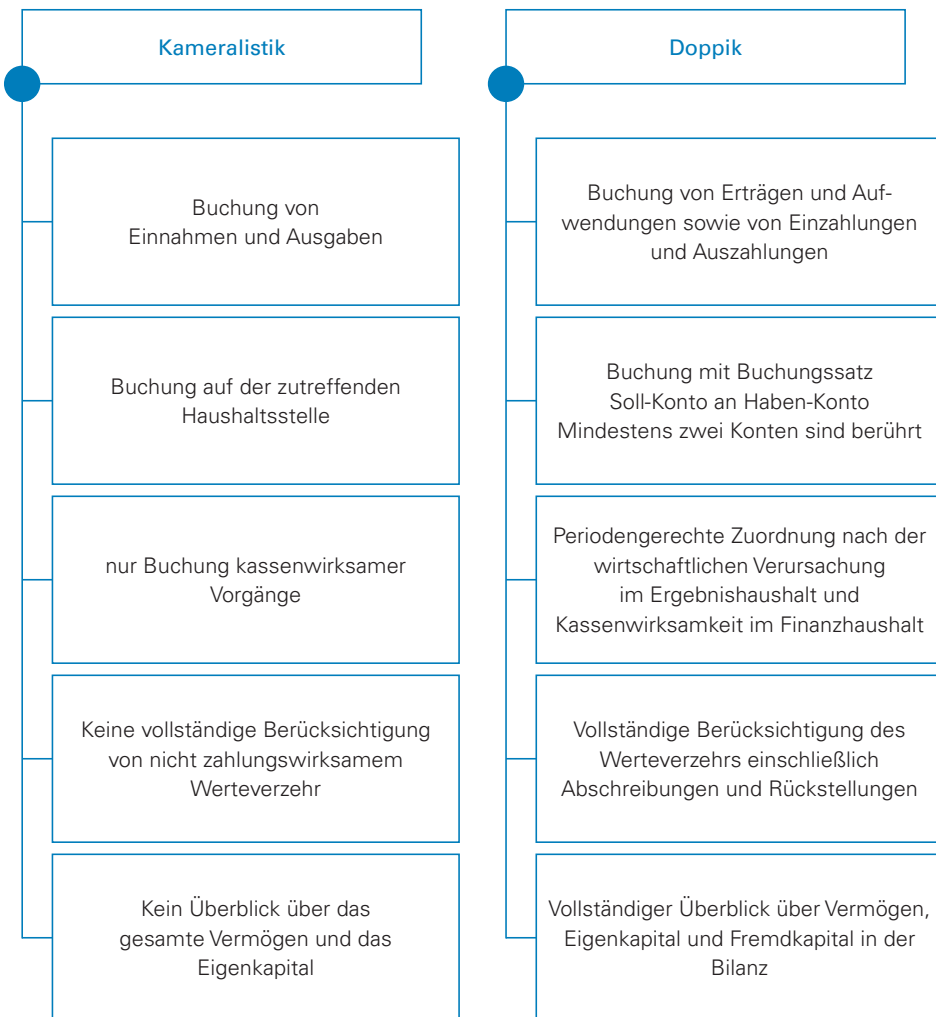 Kameralistik
Buchung von
Einnahmen und Ausgaben
Buchung auf der zutreffenden
Haushaltsstelle
nur Buchung kassenwirksamer
Vorgänge
Keine vollständige Berücksichtigung
von nicht zahlungswirksamem
Werteverzehr
Kein Überblick über das
gesamte Vermögen und das
Eigenkapital
Doppik
Buchung von Erträgen und Auf-
wendungen sowie von Einzahlungen
und Auszahlungen
Buchung mit Buchungssatz
Soll-Konto an Haben-Konto
Mindestens zwei Konten sind berührt
Periodengerechte Zuordnung nach der
wirtschaftlichen Verursachung
im Ergebnishaushalt und
Kassenwirksamkeit im Finanzhaushalt
Vollständige Berücksichtigung des
Werteverzehrs einschließlich
Abschreibungen und Rückstellungen
Vollständiger Überblick über Vermögen,
Eigenkapital und Fremdkapital in der
Bilanz